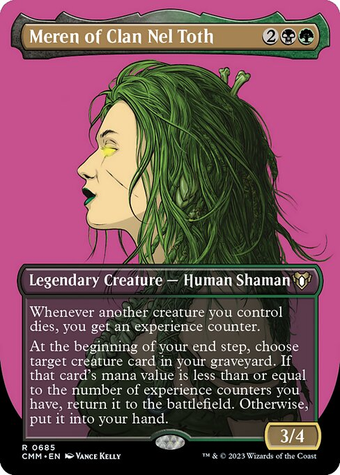 Meren of Clan Nel Toth 2
Legendary Creature — Human Shaman
Whenever another creature you control
dies, you get an experience counter.
At the beginning of your end step, choose
target creature card in your graveyard. If
that card's mana value is less than or equal
to the number of experience counters you
have, return it to the battlefield. Otherwise,
put it into your hand.
3/4
R 0685
CMM • EN VANCE KELLY
™ & © 2023 Wizards of the Coast